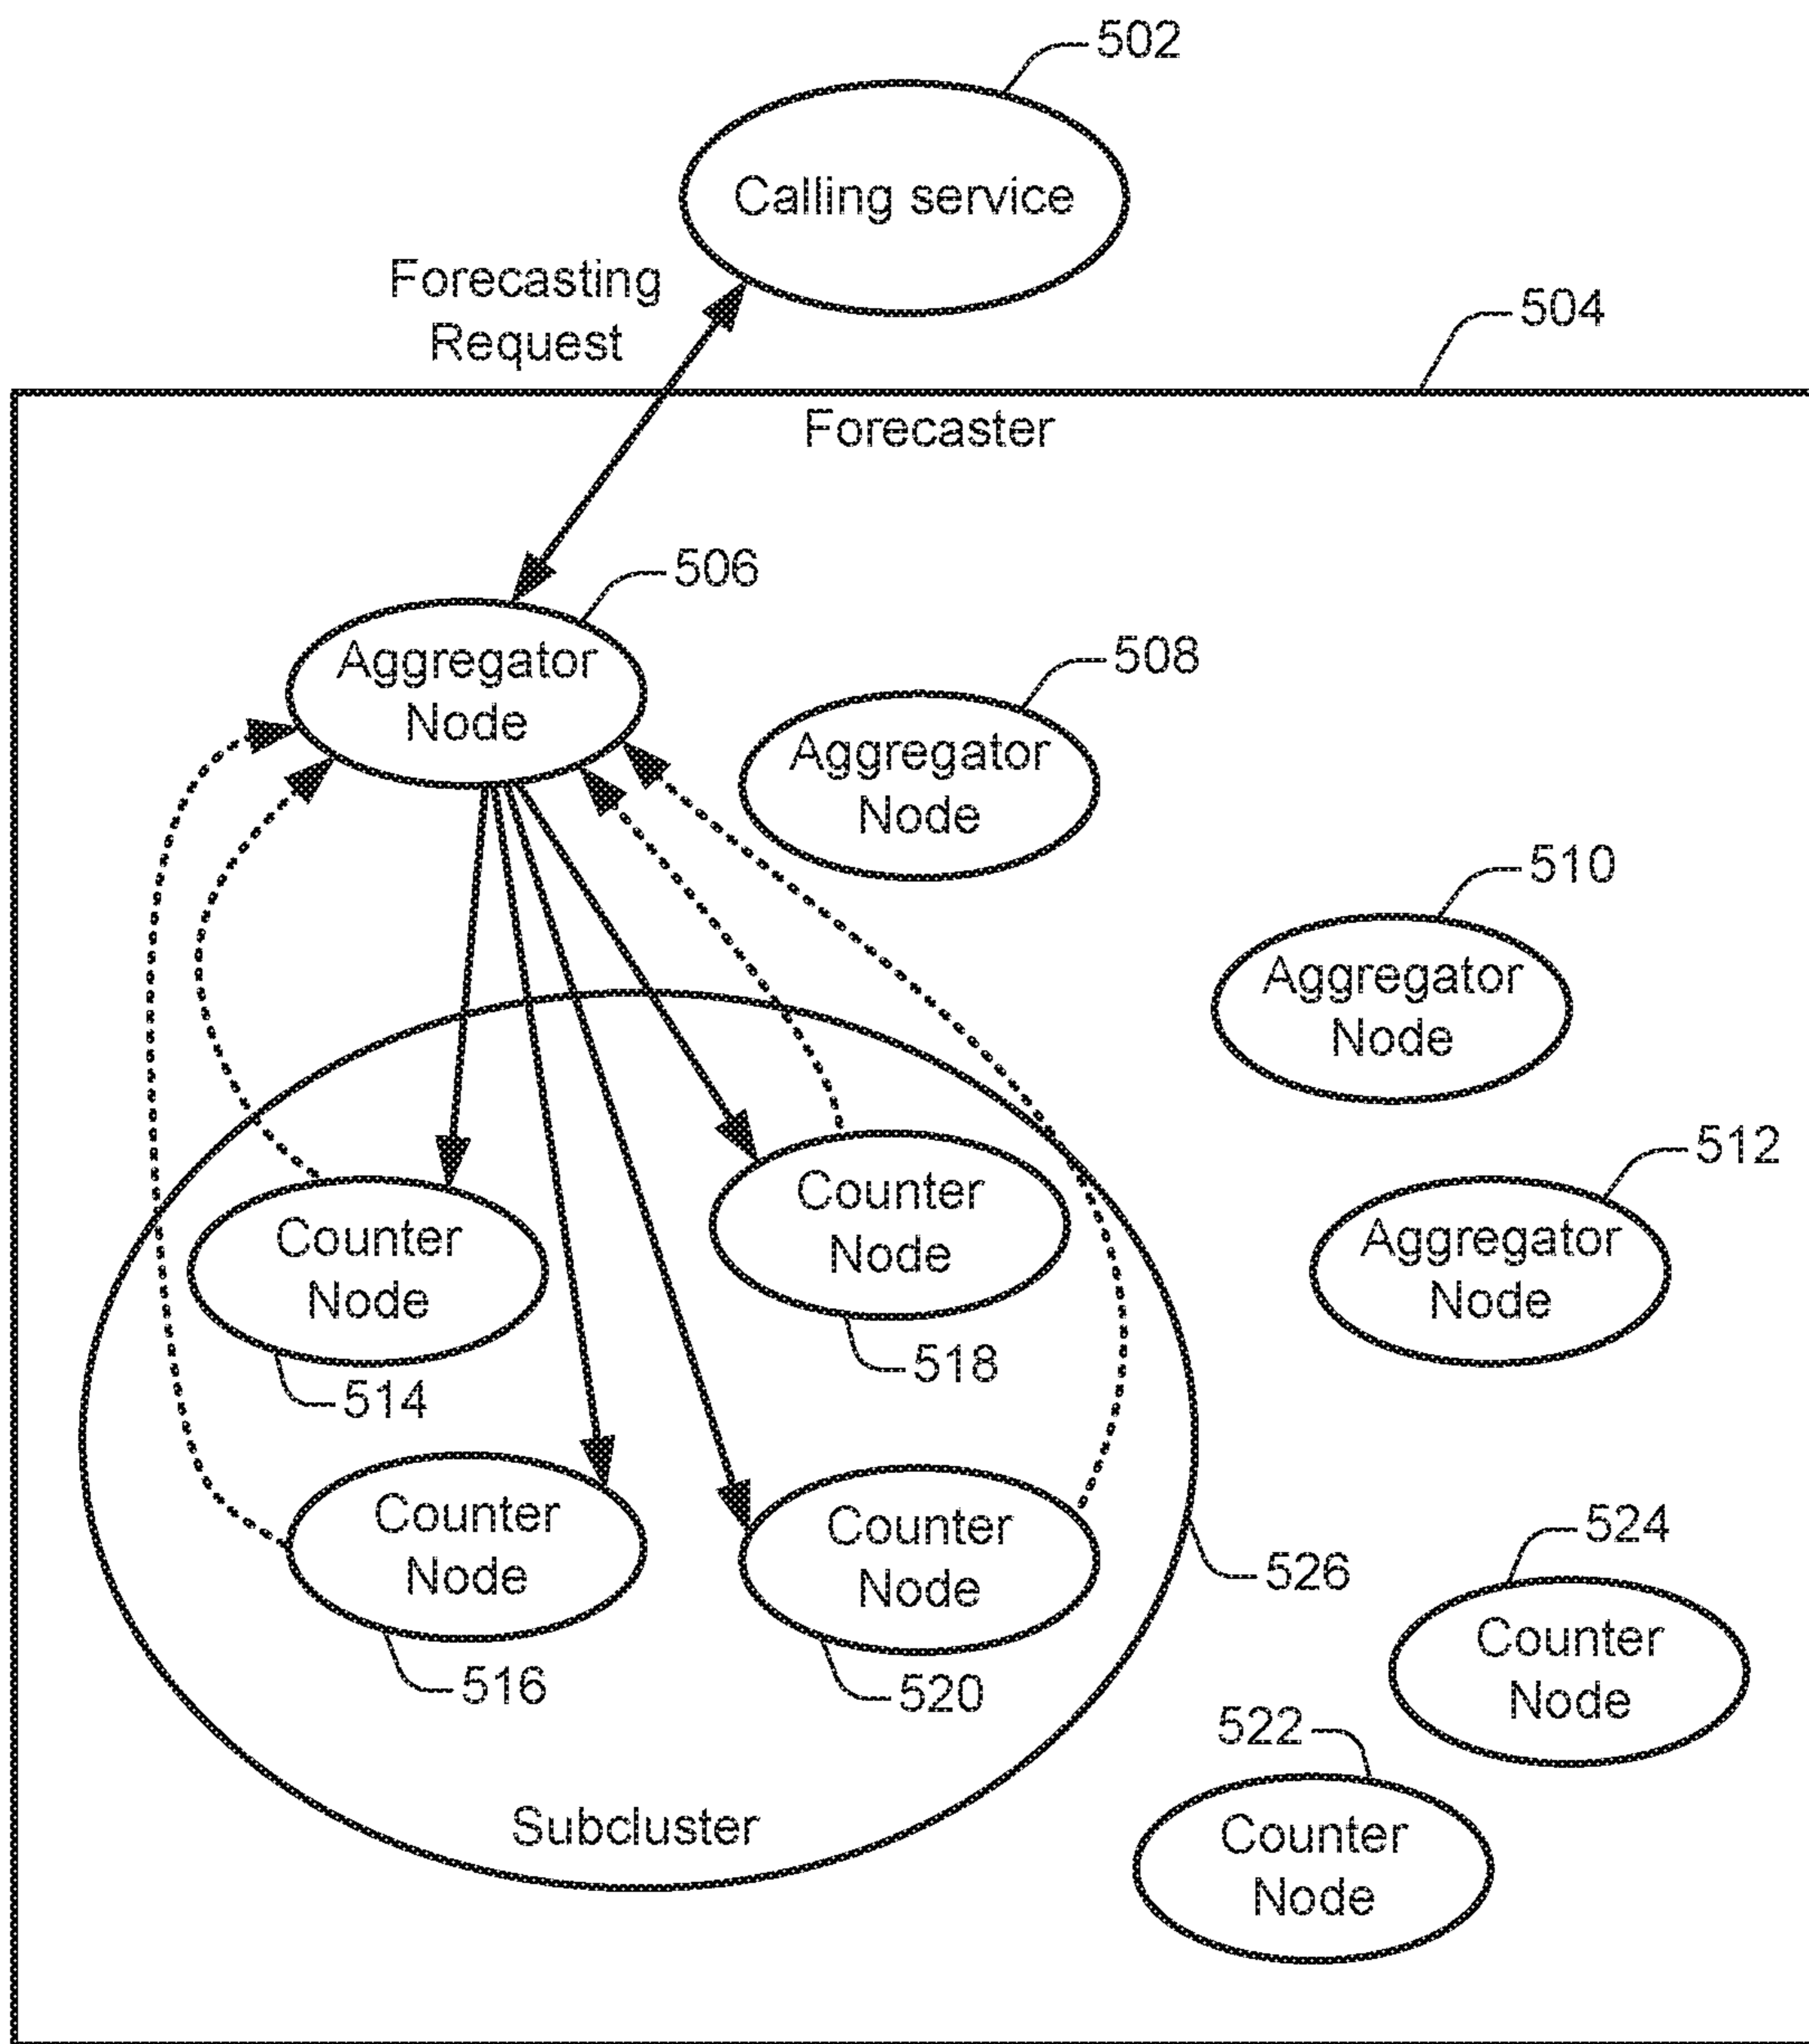 502
Calling service
Forecasting
Request
504
Forecaster
506
Aggregator
Node
508
Aggregator
Node
510
Aggregator
Node
512
Aggregator
Node
Counter
Node
518
Counter
Node
514
Counter
Node
516
Counter
Node
520
526
524
Counter
Node
522
Counter
Node
Subcluster